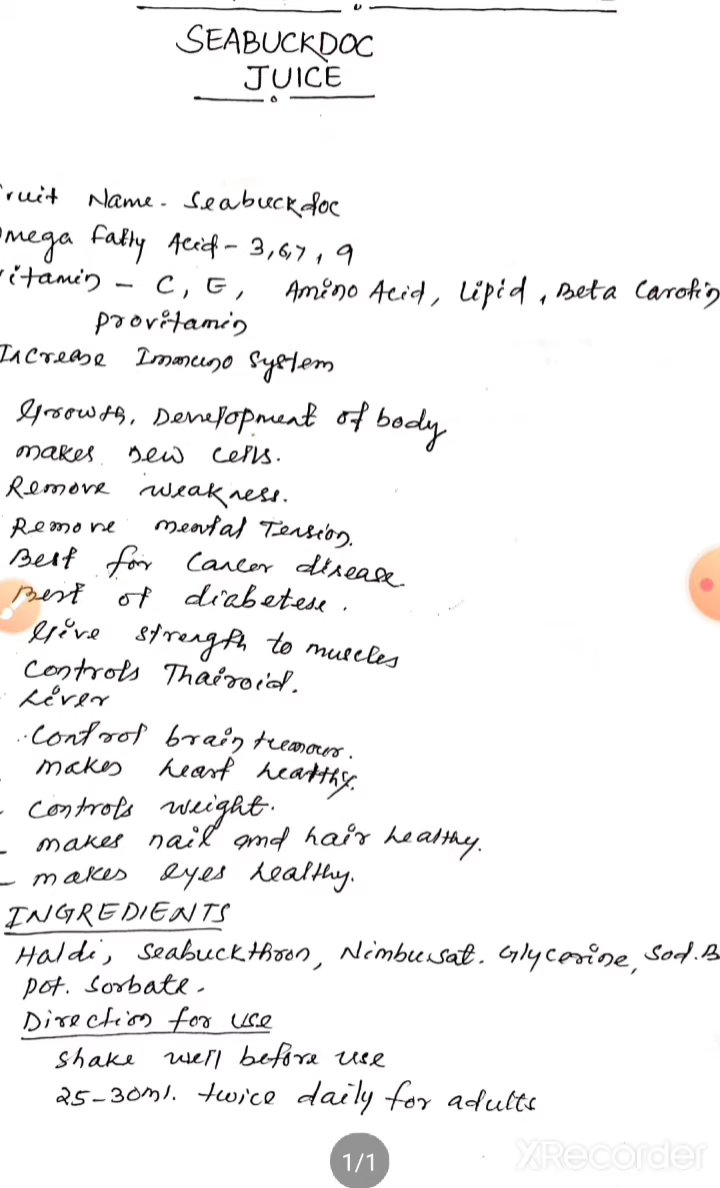 SEABUCKDOC
JUICE
ruit Name - Seabuckdoc
mega Fatty Acid - 3,6,7,9
itamin - C, E, Amino Acid, Lipid, Beta Carotin
provitamin
Increase Immuno System
Growth, Development of body
makes new cells.
Remove weakness.
Remove mental Tension.
Best for Cancer disease
Best of diabetese.
Give strength to muscles
Controls Thairoid.
Liver
Control brain
makes heart healthy.
Controls weight.
makes nail and hair healthy.
makes eyes healthy.
INGREDIENTS
Haldi, Seabuckthron, Nimbusat. Glycerine, Sod. B
Pot. Sorbate.
Direction for use
Shake well before use
25-30ml. twice daily for adults
1/1
XRecorder